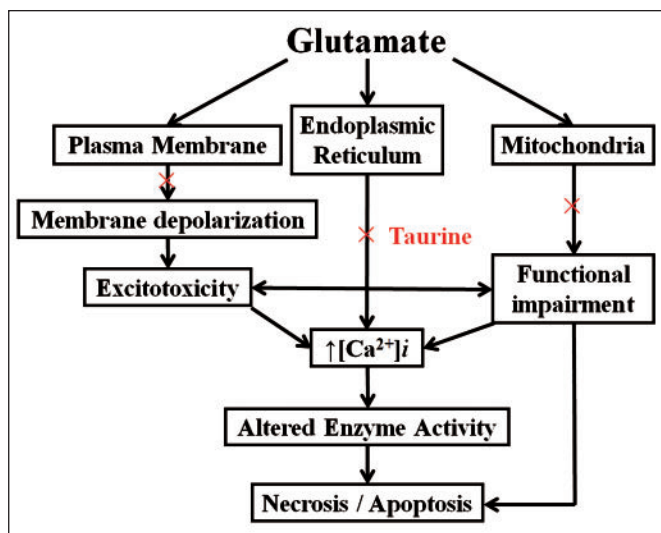 Glutamate
Plasma Membrane
Endoplasmic
Reticulum
Mitochondria
Membrane depolarization
Taurine
Excitotoxicity
Functional
impairment
↑[Ca²⁺]i
Altered Enzyme Activity
Necrosis / Apoptosis